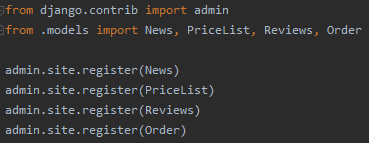 from django.contrib import admin
from .models import News, PriceList, Reviews, Order
admin.site.register(News)
admin.site.register(PriceList)
admin.site.register(Reviews)
admin.site.register(Order)